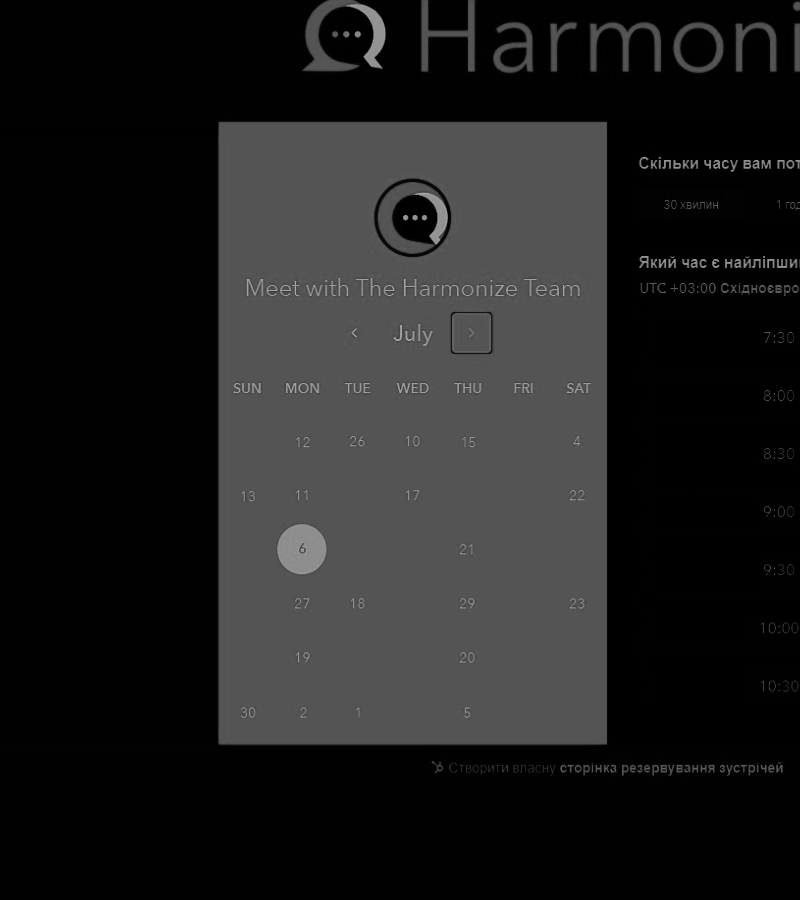 Harmoni
Meet with The Harmonize Team
July
SUN MON TUE WED THU FRI SAT
12 26 10 15 4
13 11 17 22
6 21
27 18 29 23
19 20
30 2 1 5
Скільки часу вам пот
30 хвилин 1 год
Який час є найліпши
UTC +03:00 Східноєвро
7:30
8:00
8:30
9:00
9:30
10:00
10:30
Створити власну сторінка резервування зустрічей